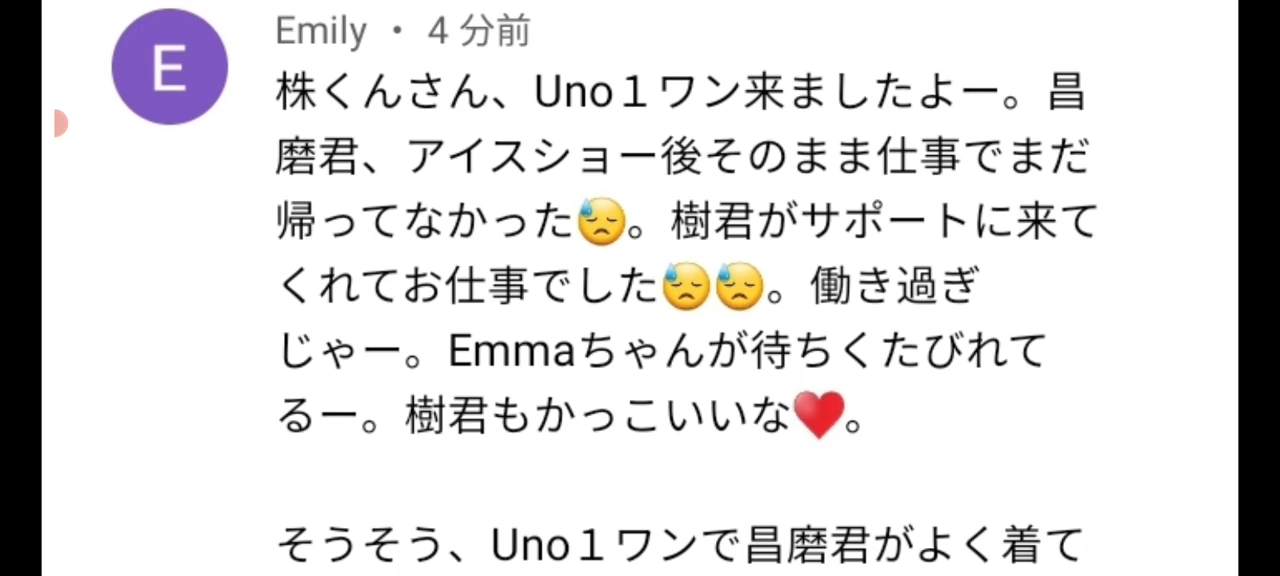 E
Emily ・ 4 分前
株くんさん、Uno１ワン来ましたよー。昌
磨君、アイスショー後そのまま仕事でまだ
帰ってなかった😓。樹君がサポートに来て
くれてお仕事でした😓😓。働き過ぎ
じゃー。Emmaちゃんが待ちくたびれて
るー。樹君もかっこいいな♥。
そうそう、Uno１ワンで昌磨君がよく着て